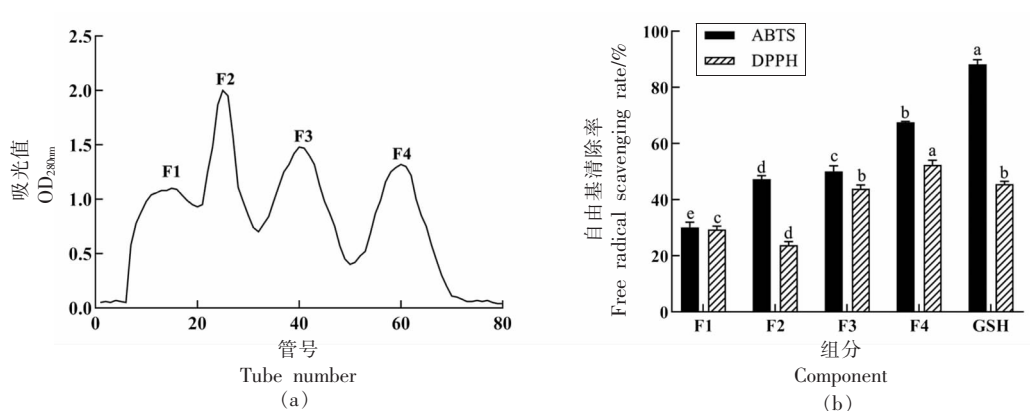 2.5
2.0
1.5
1.0
0.5
0.0
吸光值
OD280nm
F1
F2
F3
F4
0 20 40 60 80
管号
Tube number
(a)
100
80
60
40
20
0
自由基清除率
Free radical scavenging rate/%
ABTS
DPPH
e c
d d
c b
b a
a b
F1 F2 F3 F4 GSH
组分
Component
(b)